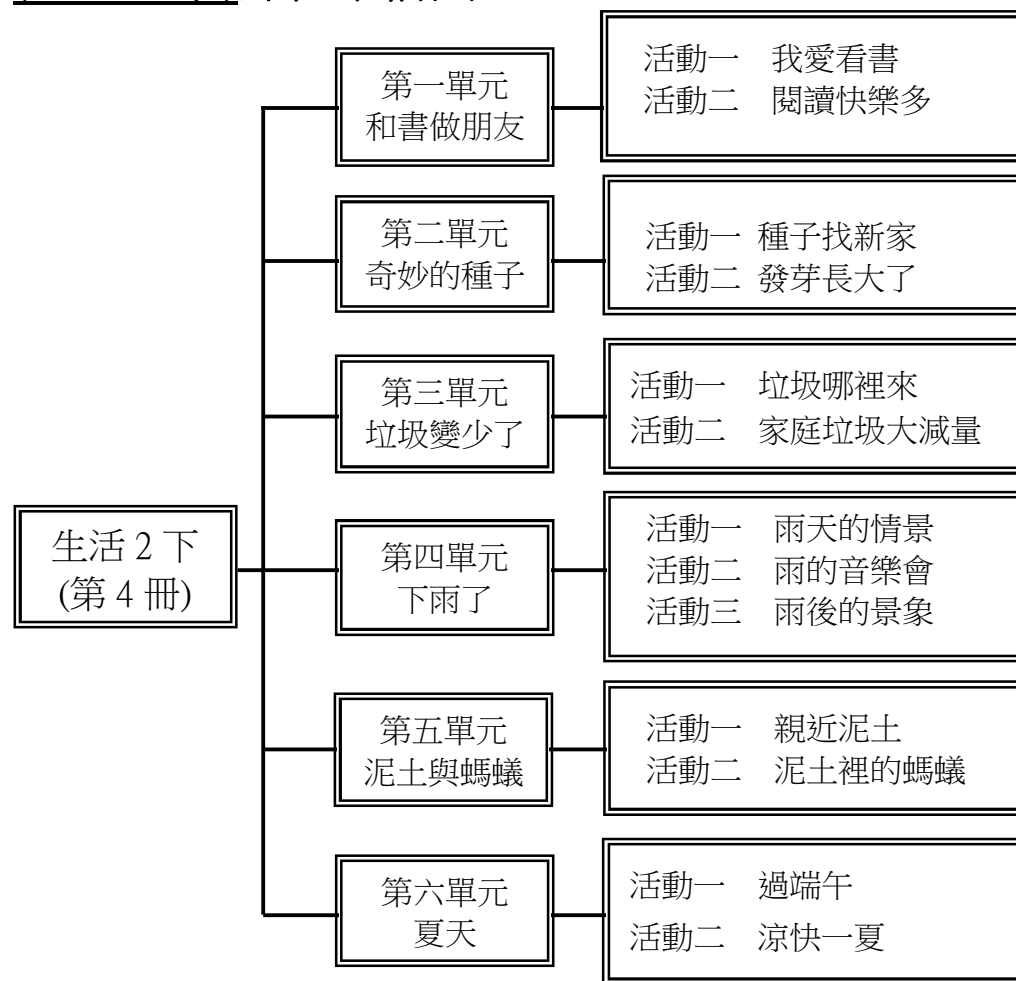 生活 2 下
(第 4 冊)
第一單元
和書做朋友
活動一 我愛看書
活動二 閱讀快樂多
第二單元
奇妙的種子
活動一 種子找新家
活動二 發芽長大了
第三單元
垃圾變少了
活動一 垃圾哪裡來
活動二 家庭垃圾大減量
第四單元
下雨了
活動一 雨天的情景
活動二 雨的音樂會
活動三 雨後的景象
第五單元
泥土與螞蟻
活動一 親近泥土
活動二 泥土裡的螞蟻
第六單元
夏天
活動一 過端午
活動二 涼快一夏